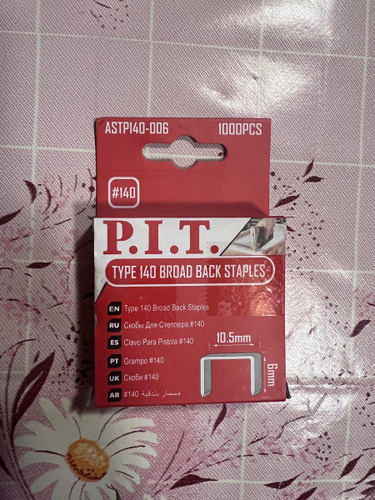 ASTP140-006 1000PCS
#140
P.I.T.
TYPE 140 BROAD BACK STAPLES
EN Type 140 Broad Back Staples
RU Скобы Для Степлера #140
ES Clavo Para Pistola #140
PT Grampo #140
UK Скоби #140
AR #140 مسمار بندقية
10.5mm
6mm